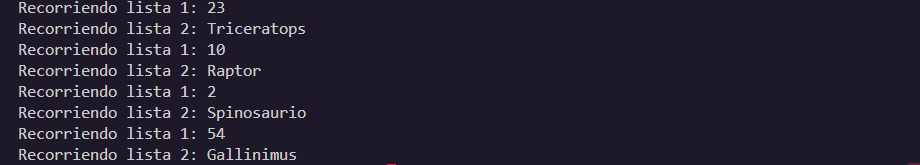 Recorriendo lista 1: 23
Recorriendo lista 2: Triceratops
Recorriendo lista 1: 10
Recorriendo lista 2: Raptor
Recorriendo lista 1: 2
Recorriendo lista 2: Spinosaurio
Recorriendo lista 1: 54
Recorriendo lista 2: Gallinimus